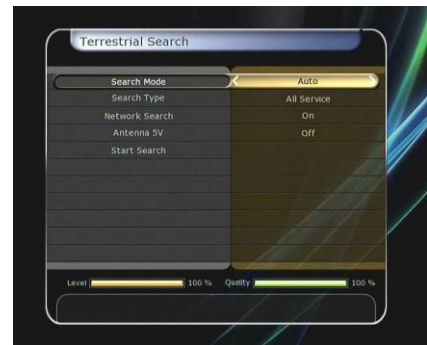 Terrestrial Search
Search Mode Auto
Search Type All Service
Network Search On
Antenna 5V Off
Start Search
Level 100 % Quality 100 %